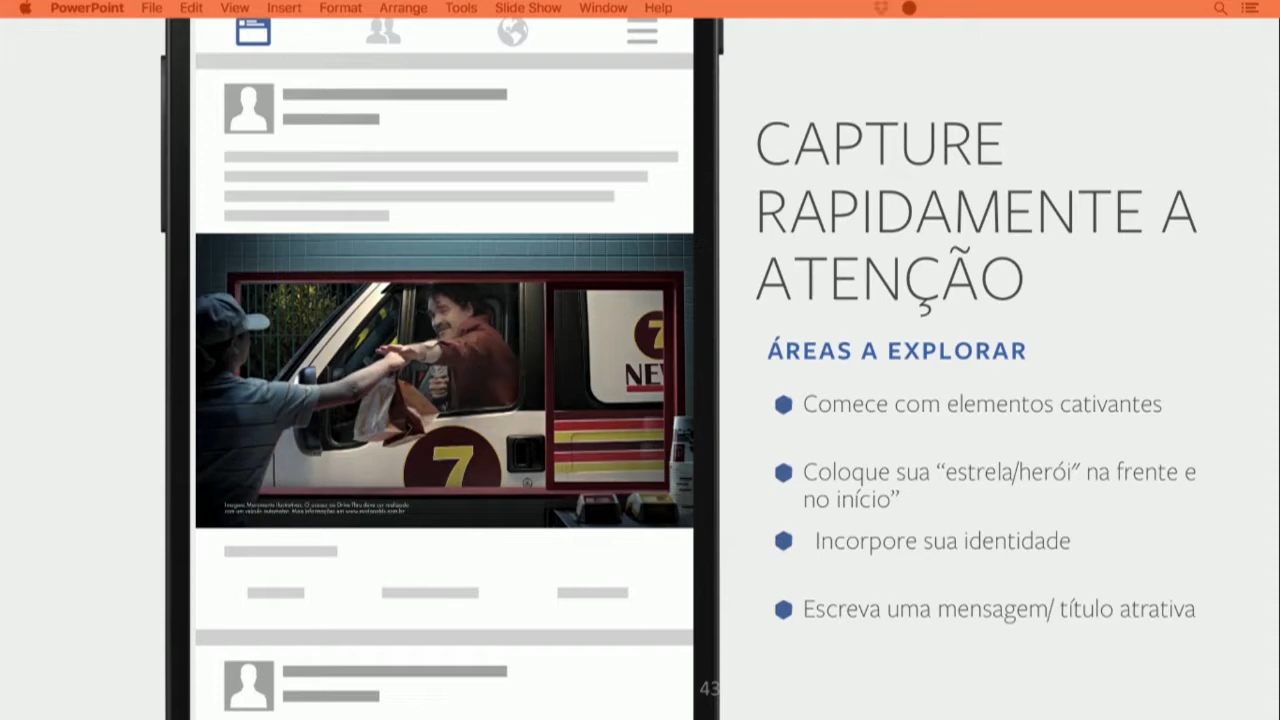 PowerPoint File Edit View Insert Format Arrange Tools Slide Show Window Help
CAPTURE
RAPIDAMENTE A
ATENÇÃO
ÁREAS A EXPLORAR
Comece com elementos cativantes
Coloque sua “estrela/herói” na frente e
no início”
Incorpore sua identidade
Escreva uma mensagem/ título atrativa
7
NE
7
43